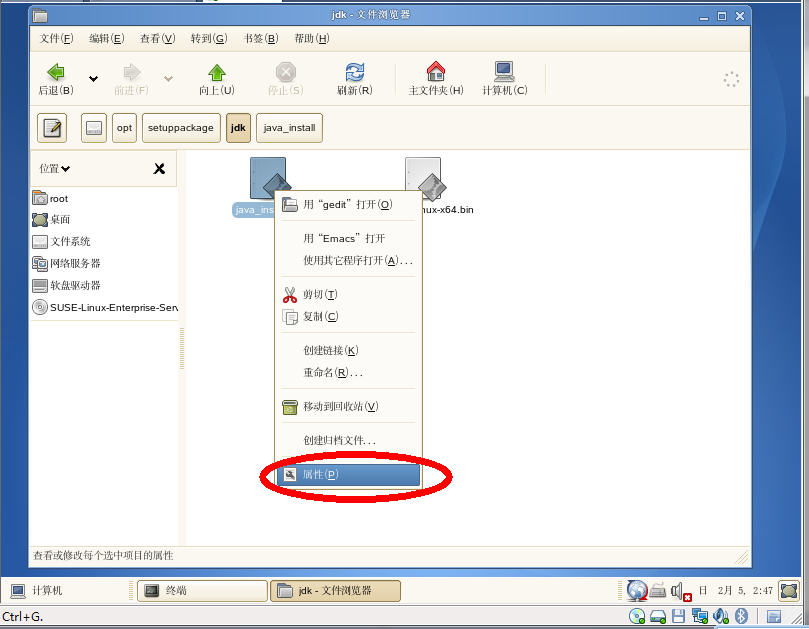 jdk - 文件浏览器
文件(F) 编辑(E) 查看(V) 转到(G) 书签(B) 帮助(H)
后退(B) 前进(F) 向上(U) 停止(S) 刷新(R) 主文件夹(H) 计算机(C)
opt setuppackage jdk java_install
位置
root
桌面
文件系统
网络服务器
软盘驱动器
SUSE-Linux-Enterprise-Serv
java_ins
nux-x64.bin
用“gedit”打开(O)
用“Emacs”打开
使用其它程序打开(A)...
剪切(T)
复制(C)
创建链接(K)
重命名(R)...
移动到回收站(V)
创建归档文件...
属性(P)
查看或修改每个选中项目的属性
计算机 终端 jdk - 文件浏览器 日 2月 5, 2:47
Ctrl+G.